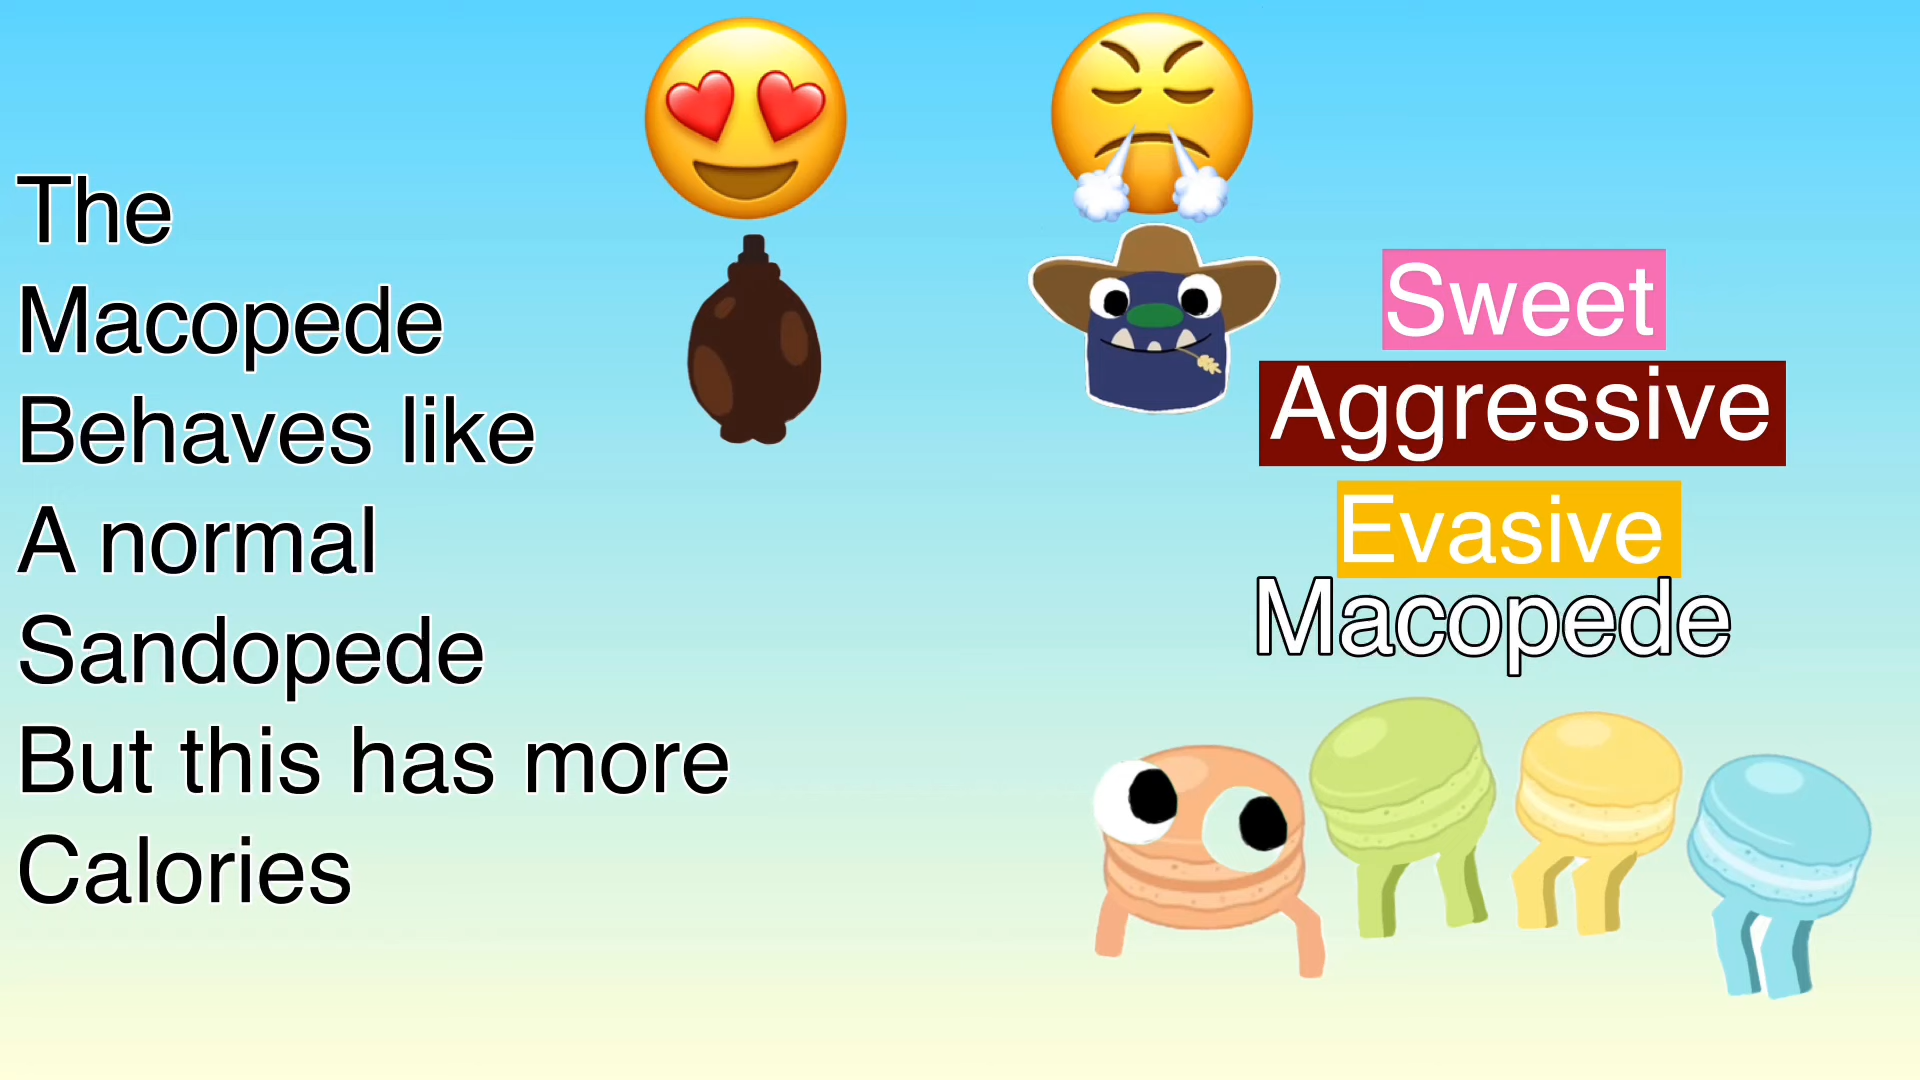 The
Macopede
Behaves like
A normal
Sandopede
But this has more
Calories
Sweet
Aggressive
Evasive
Macopede